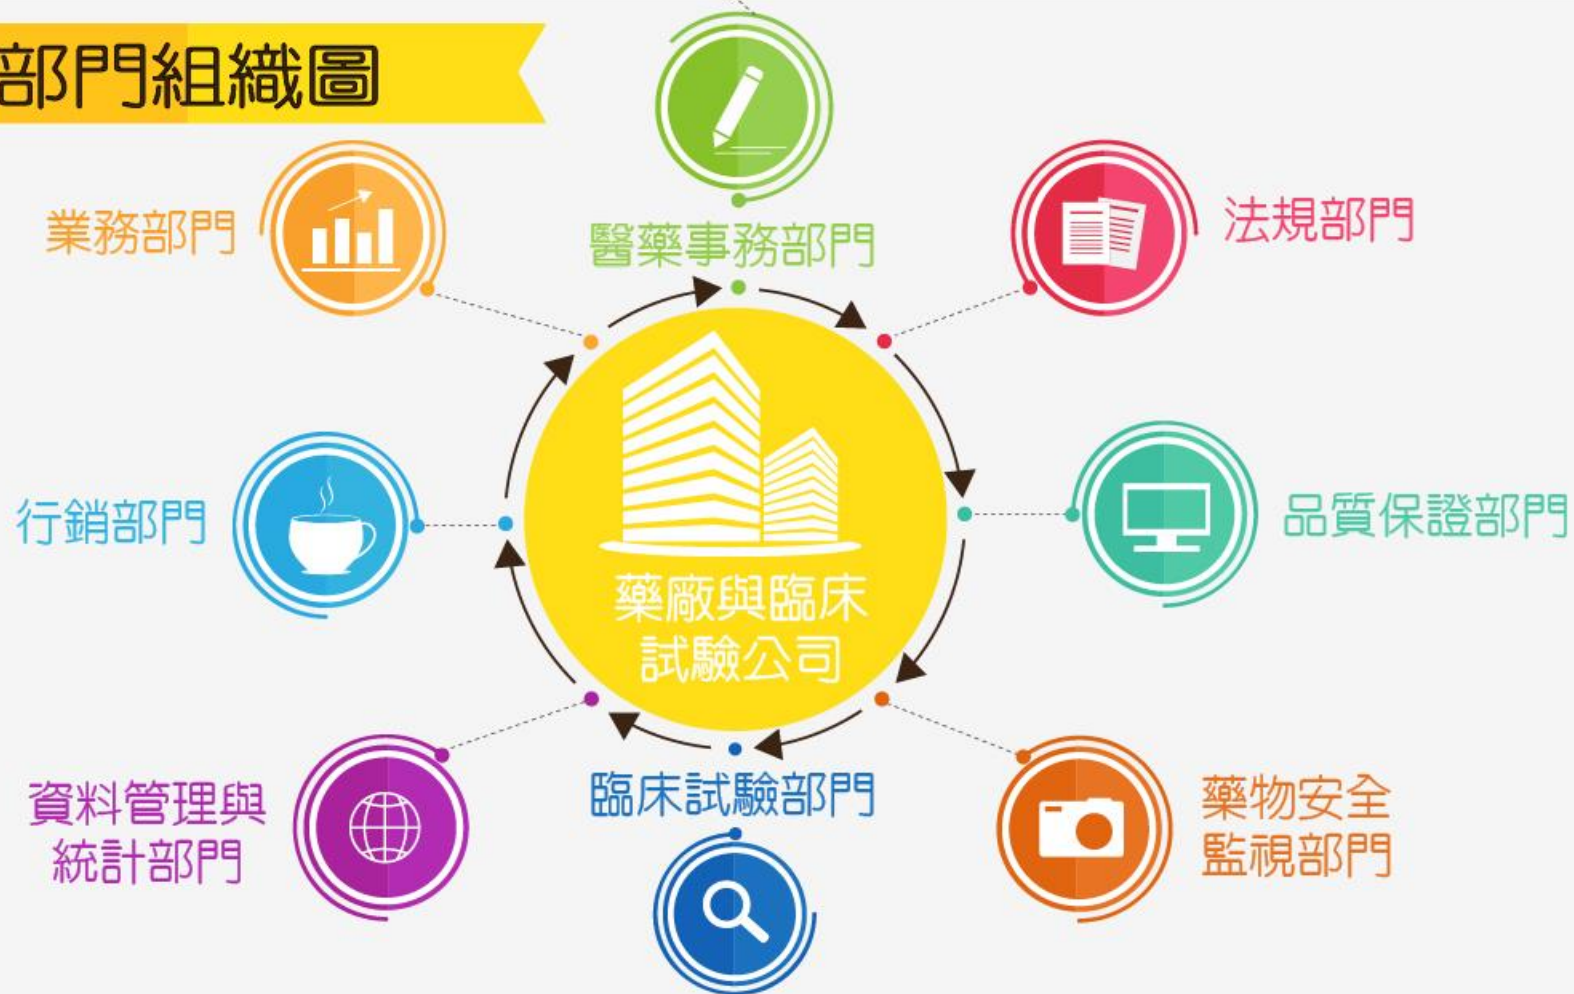 部門組織圖
醫藥事務部門
業務部門
法規部門
行銷部門
品質保證部門
藥廠與臨床
試驗公司
資料管理與
統計部門
臨床試驗部門
藥物安全
監視部門